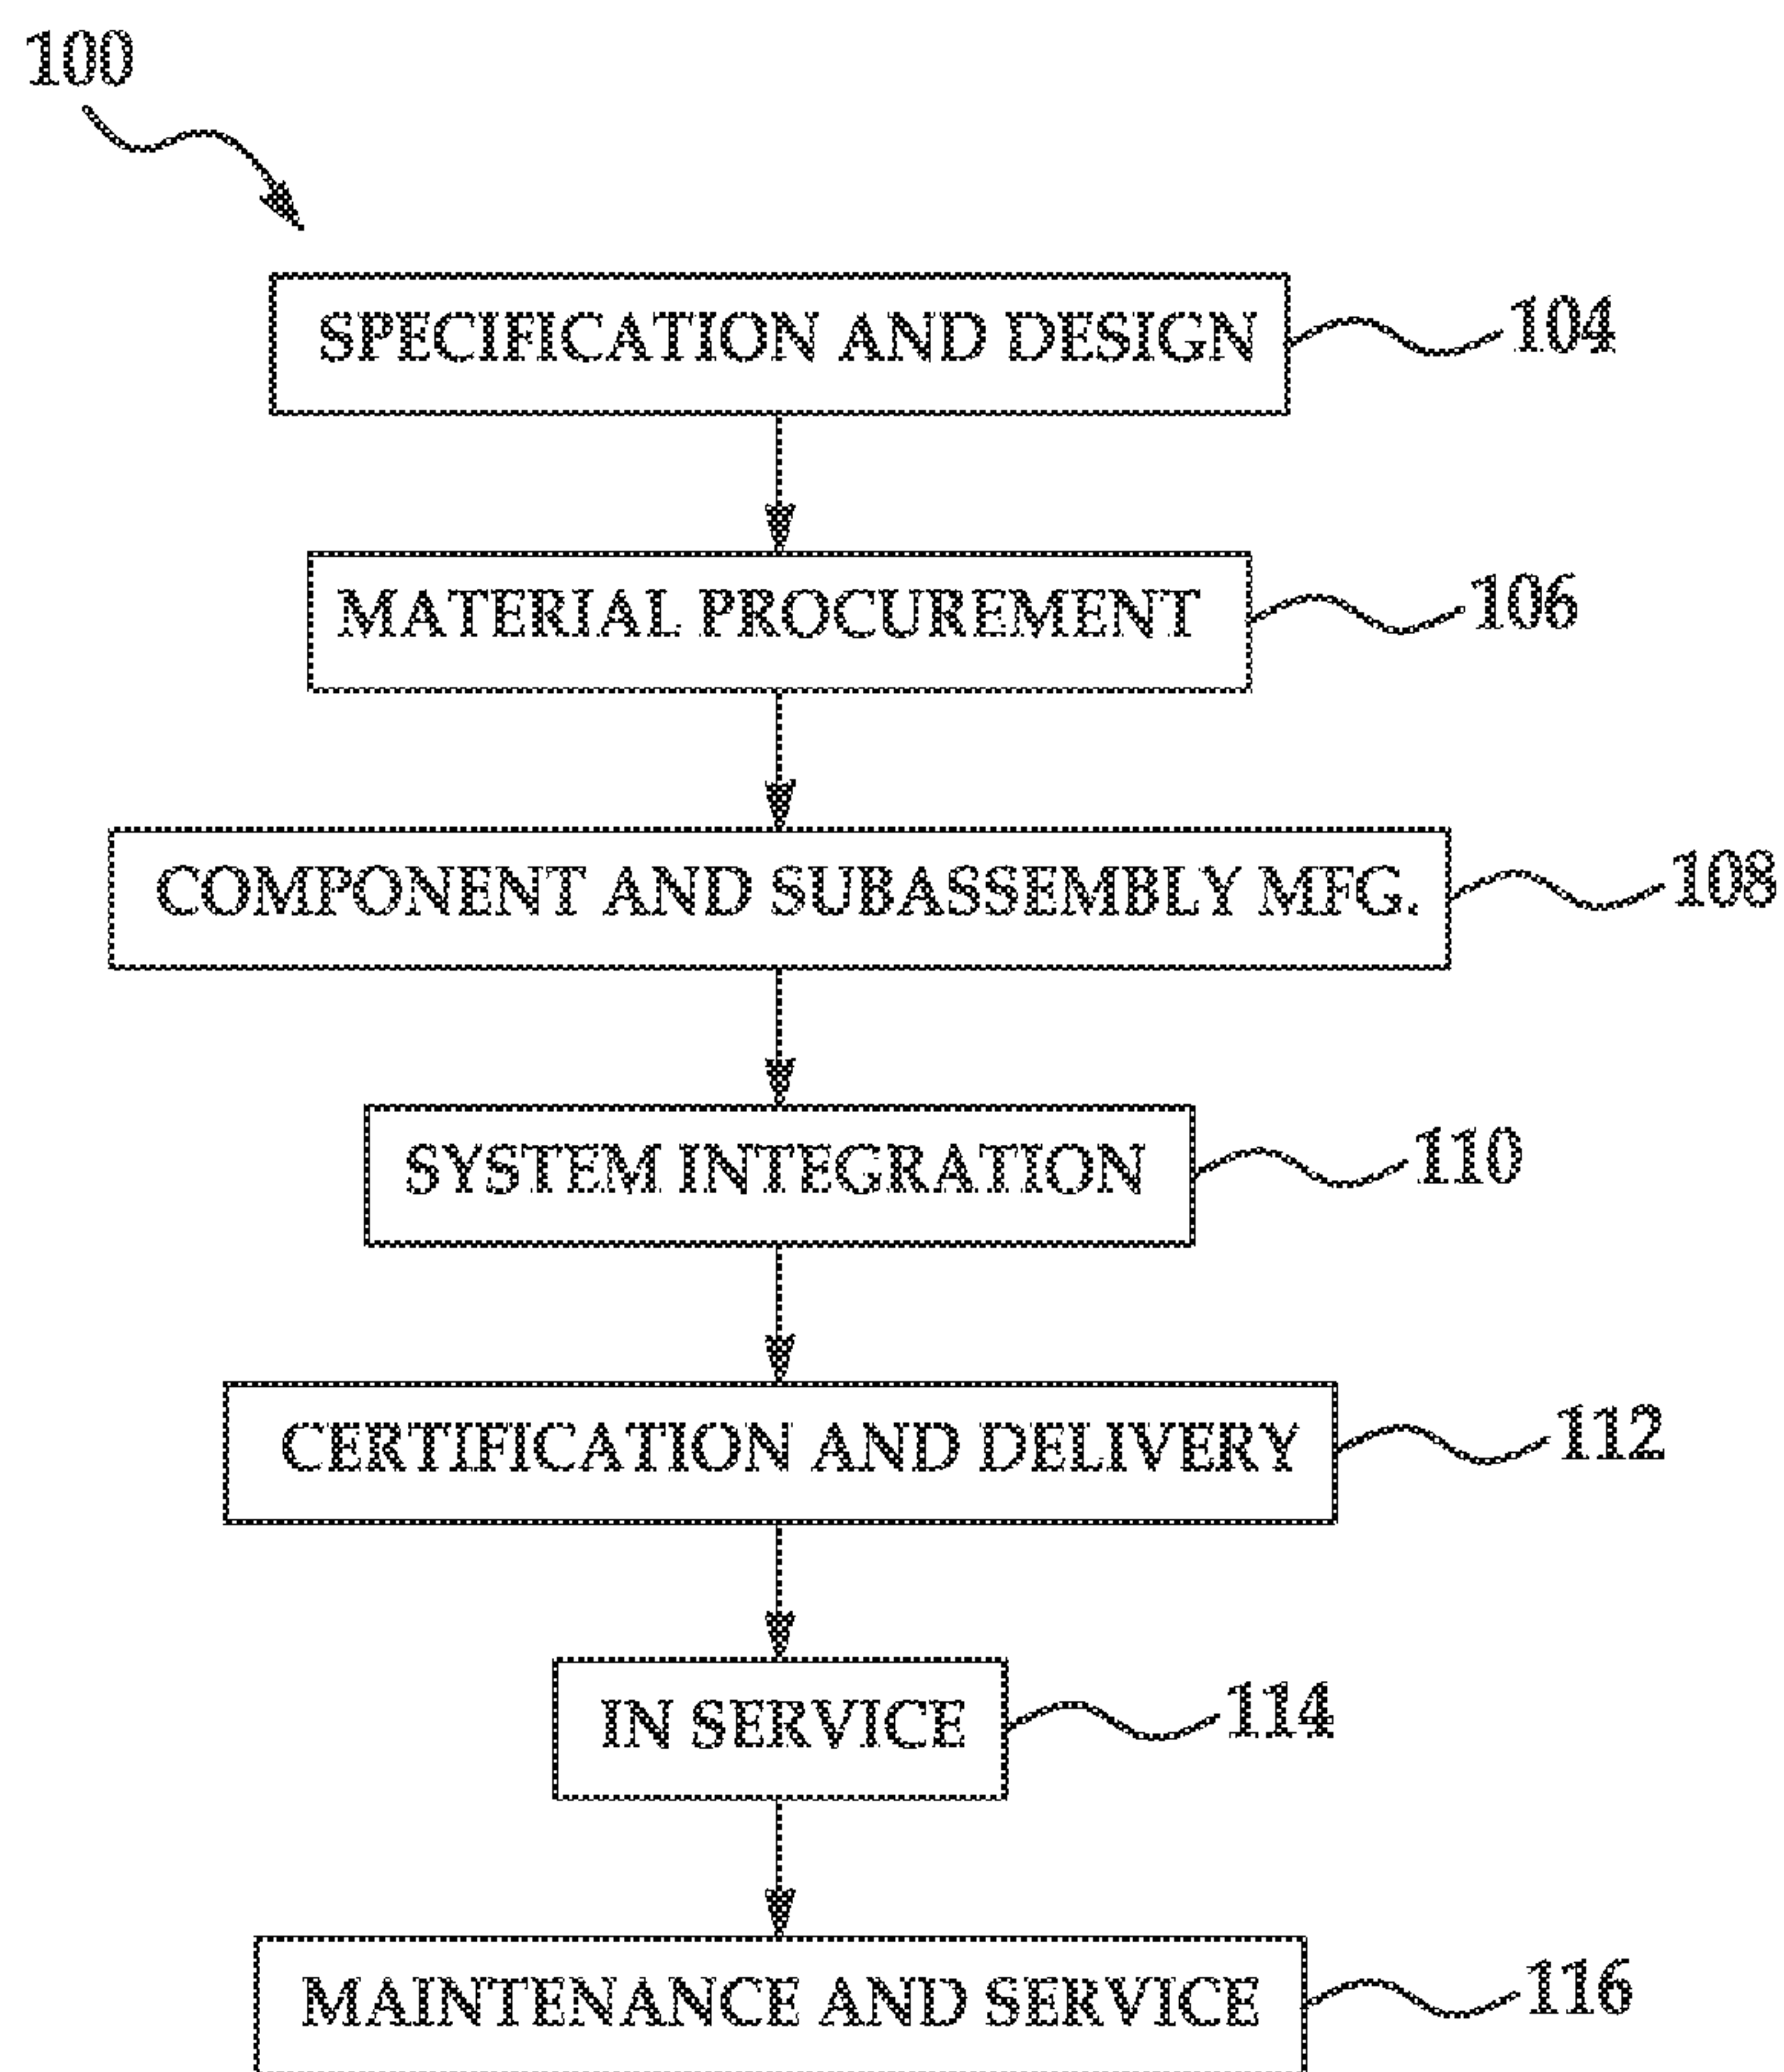 100
SPECIFICATION AND DESIGN 104
MATERIAL PROCUREMENT 106
COMPONENT AND SUBASSEMBLY MFG. 108
SYSTEM INTEGRATION 110
CERTIFICATION AND DELIVERY 112
IN SERVICE 114
MAINTENANCE AND SERVICE 116